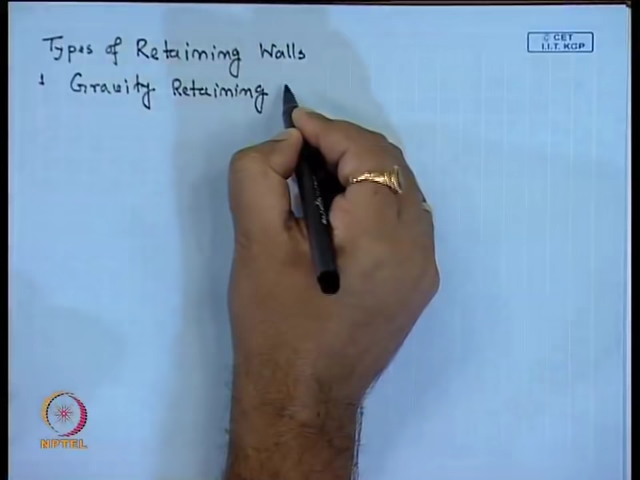 Types of Retaining Walls
1 Gravity Retaining
© CET
I.I.T. KGP
NPTEL